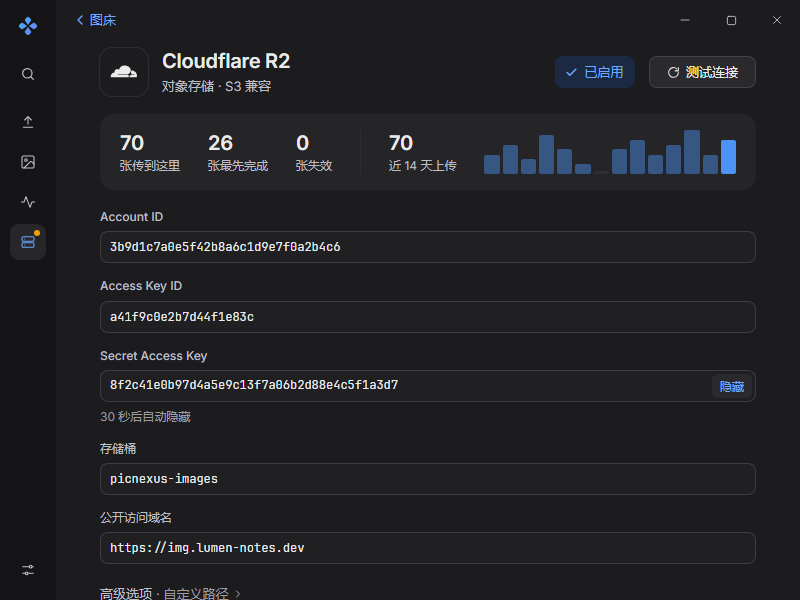 图床
Cloudflare R2
对象存储 · S3 兼容
已启用
测试连接
70
张传到这里
26
张最先完成
0
张失效
70
近 14 天上传
Account ID
3b9d1c7a0e5f42b8a6c1d9e7f0a2b4c6
Access Key ID
a41f9c0e2b7d44f1e83c
Secret Access Key
8f2c41e0b97d4a5e9c13f7a06b2d88e4c5f1a3d7
隐藏
30 秒后自动隐藏
存储桶
picnexus-images
公开访问域名
https://img.lumen-notes.dev
高级选项 · 自定义路径